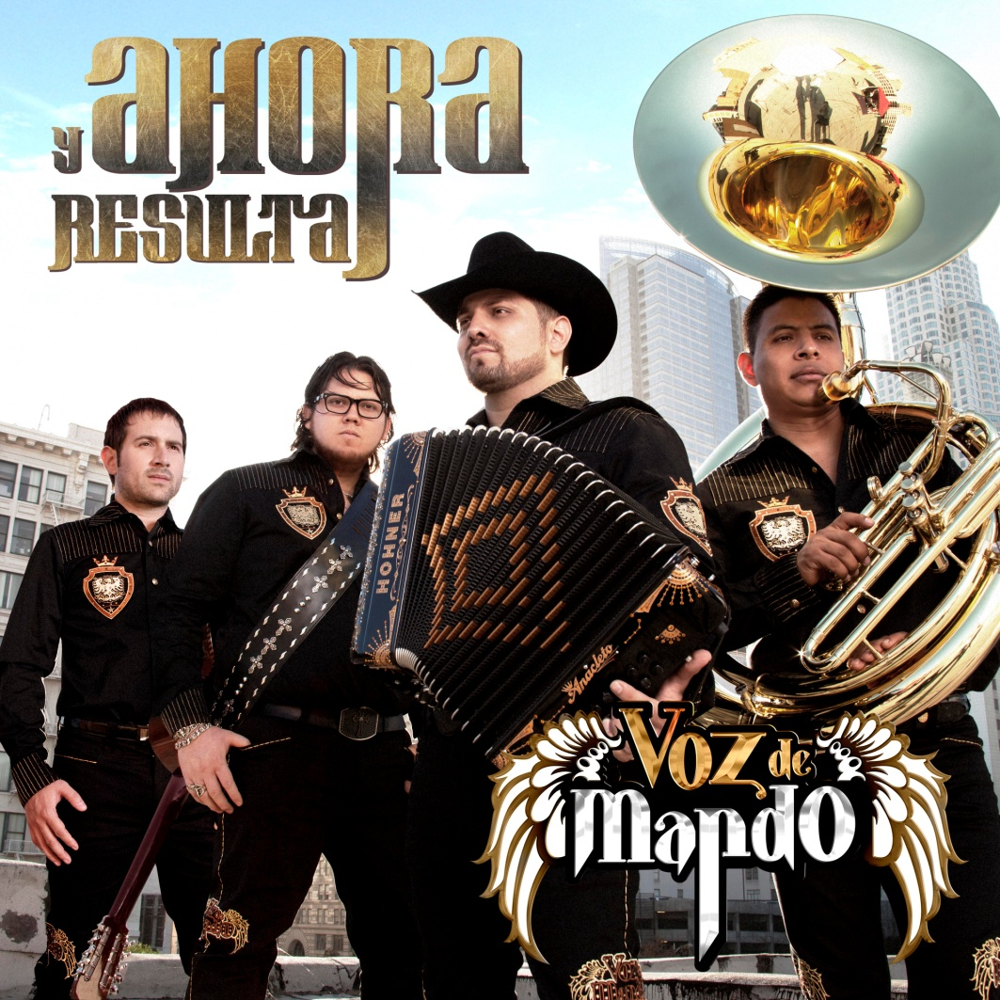 y AHORA
RESULTA
HOHNER
Anacleto
Voz de
Mando